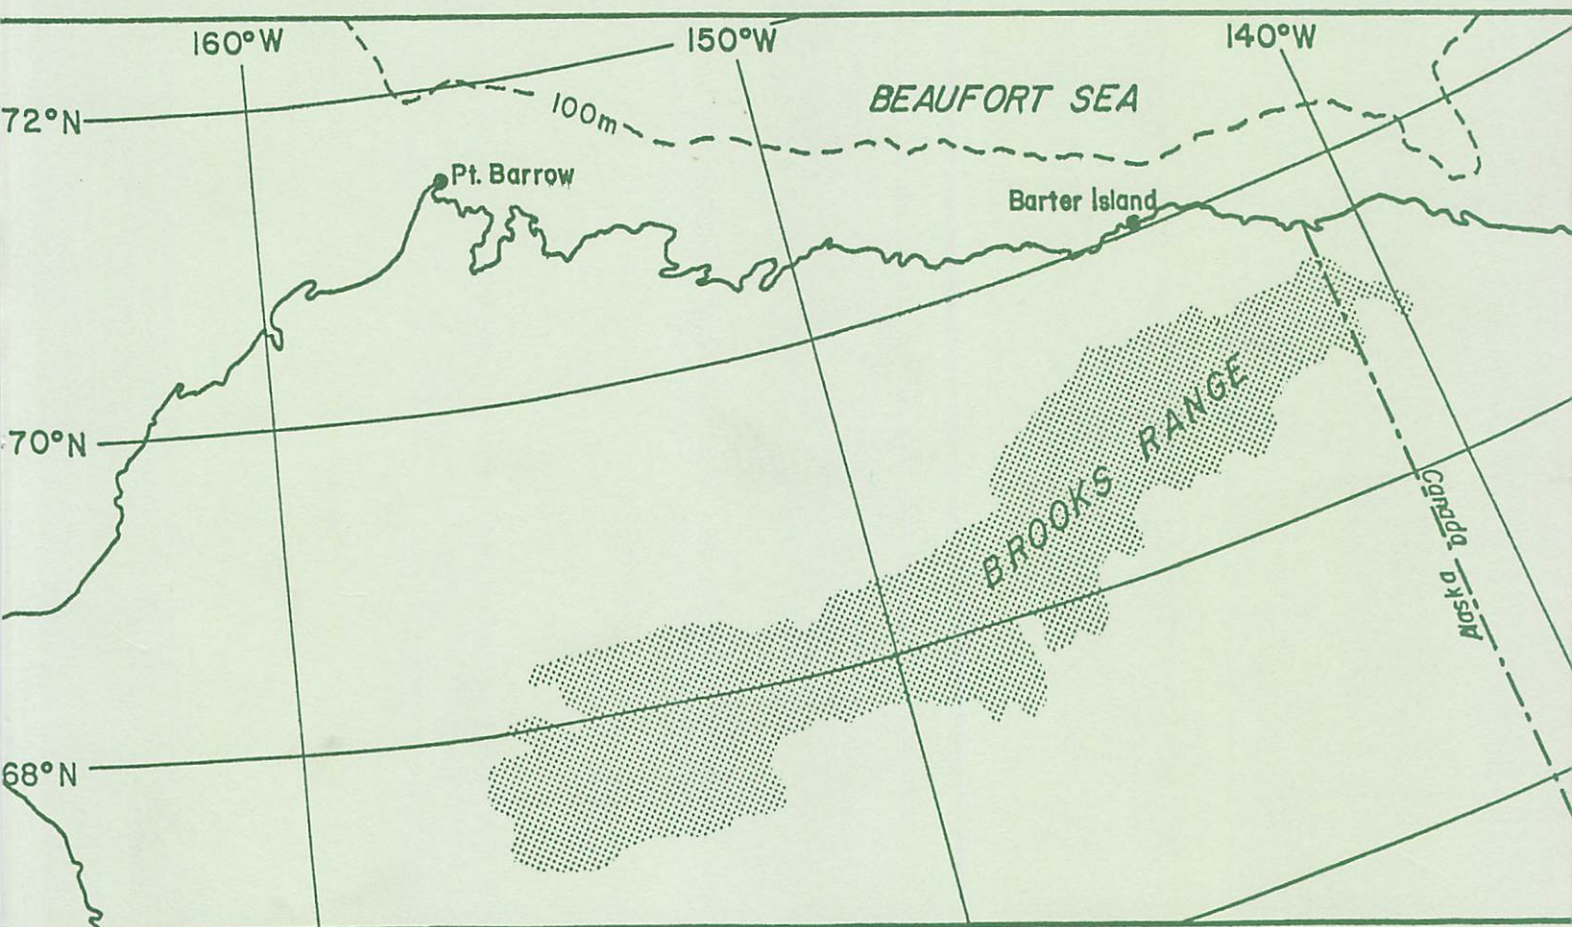 160°W
150°W
140°W
72°N
100m
BEAUFORT SEA
Pt. Barrow
Barter Island
70°N
BROOKS RANGE
Canada
Alaska
68°N